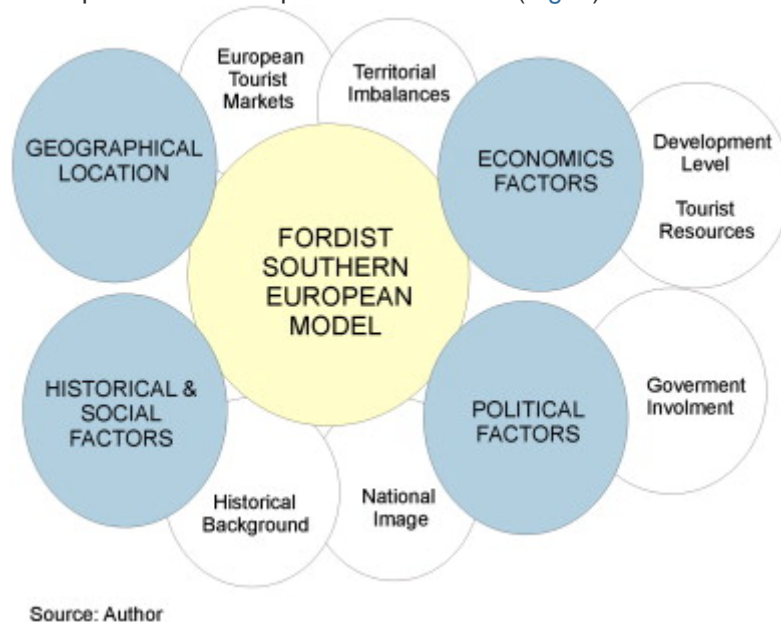 European
Tourist
Markets
Territorial
Imbalances
GEOGRAPHICAL
LOCATION
ECONOMICS
FACTORS
Development
Level
Tourist
Resources
FORDIST
SOUTHERN
EUROPEAN
MODEL
HISTORICAL &
SOCIAL
FACTORS
POLITICAL
FACTORS
Goverment
Involment
Historical
Background
National
Image
Source: Author